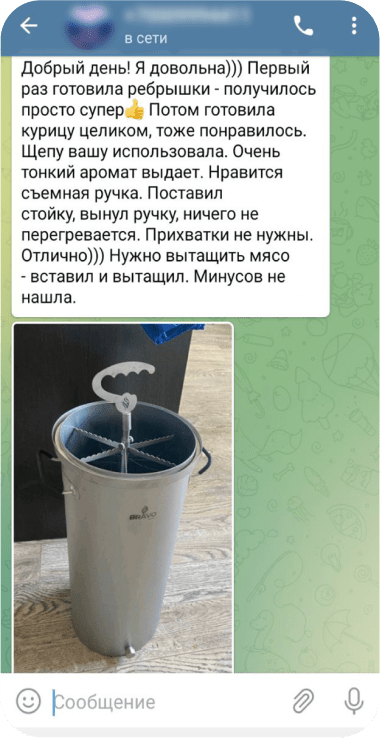 в сети
Добрый день! Я довольна))) Первый
раз готовила ребрышки - получилось
просто супер👍 Потом готовила
курицу целиком, тоже понравилось.
Щепу вашу использовала. Очень
тонкий аромат выдает. Нравится
съемная ручка. Поставил
стойку, вынул ручку, ничего не
перегревается. Прихватки не нужны.
Отлично))) Нужно вытащить мясо
- вставил и вытащил. Минусов не
нашла.
BRAVO
Сообщение